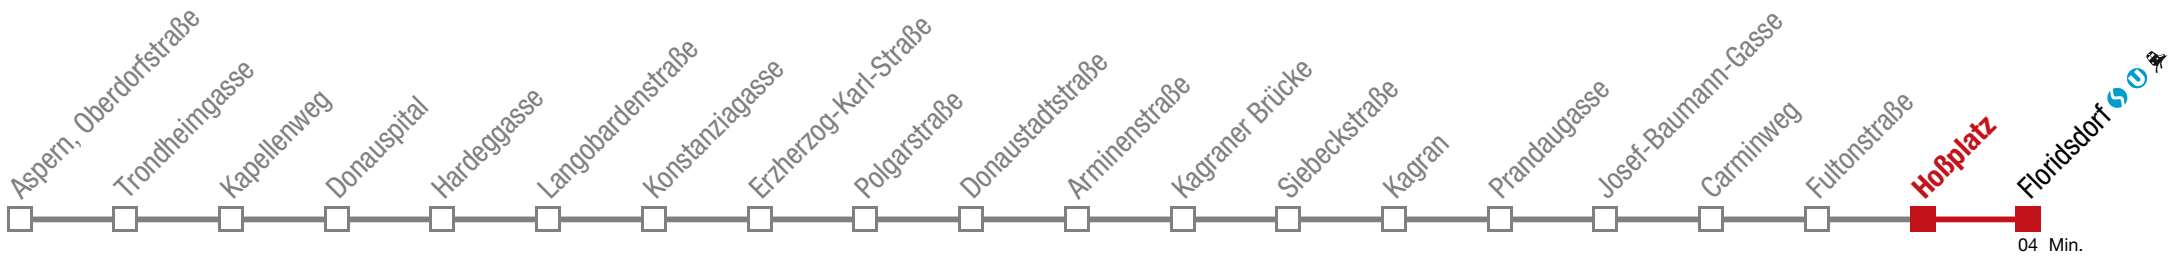 Aspern, Oberdorfstraße
Trondheimgasse
Kapellenweg
Donauspital
Hardeggasse
Langobardenstraße
Konstanziagasse
Erzherzog-Karl-Straße
Polgarstraße
Donaustadtstraße
Arminenstraße
Kagraner Brücke
Siebeckstraße
Kagran
Prandaugasse
Josef-Baumann-Gasse
Carminweg
Fultonstraße
Hoßplatz
Floridsdorf S U
04 Min.